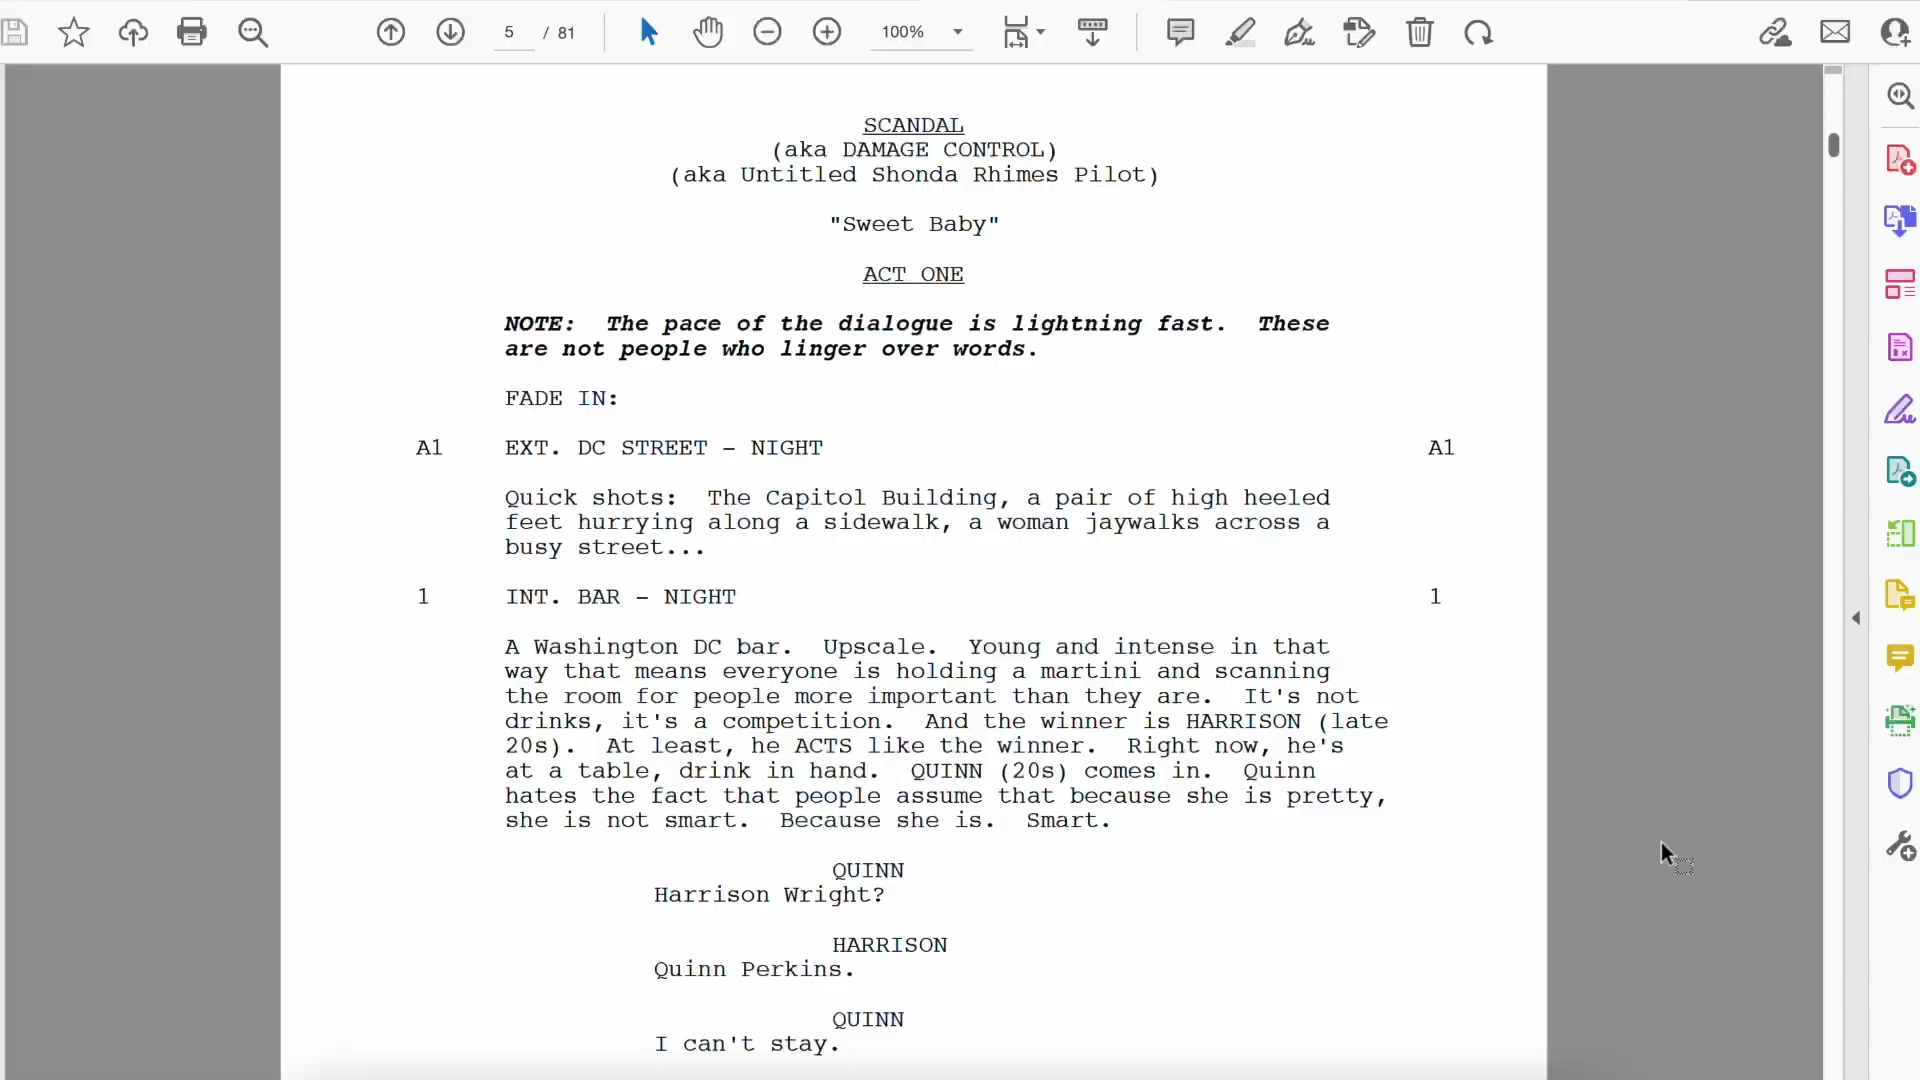 5 / 81 100%
SCANDAL
(aka DAMAGE CONTROL)
(aka Untitled Shonda Rhimes Pilot)
"Sweet Baby"
ACT ONE
NOTE: The pace of the dialogue is lightning fast. These
are not people who linger over words.
FADE IN:
A1 EXT. DC STREET - NIGHT A1
Quick shots: The Capitol Building, a pair of high heeled
feet hurrying along a sidewalk, a woman jaywalks across a
busy street...
1 INT. BAR - NIGHT 1
A Washington DC bar. Upscale. Young and intense in that
way that means everyone is holding a martini and scanning
the room for people more important than they are. It's not
drinks, it's a competition. And the winner is HARRISON (late
20s). At least, he ACTS like the winner. Right now, he's
at a table, drink in hand. QUINN (20s) comes in. Quinn
hates the fact that people assume that because she is pretty,
she is not smart. Because she is. Smart.
QUINN
Harrison Wright?
HARRISON
Quinn Perkins.
QUINN
I can't stay.